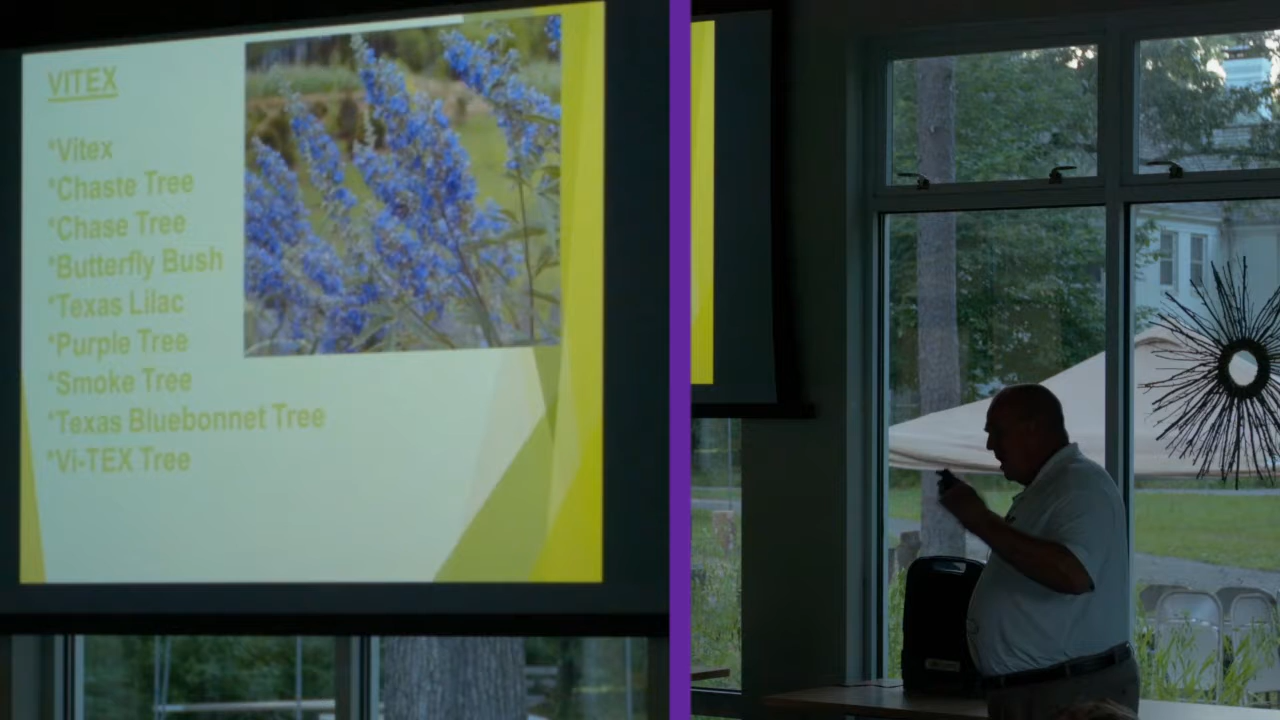 VITEX
*Vitex
*Chaste Tree
*Chase Tree
*Butterfly Bush
*Texas Lilac
*Purple Tree
*Smoke Tree
*Texas Bluebonnet Tree
*Vi-TEX Tree